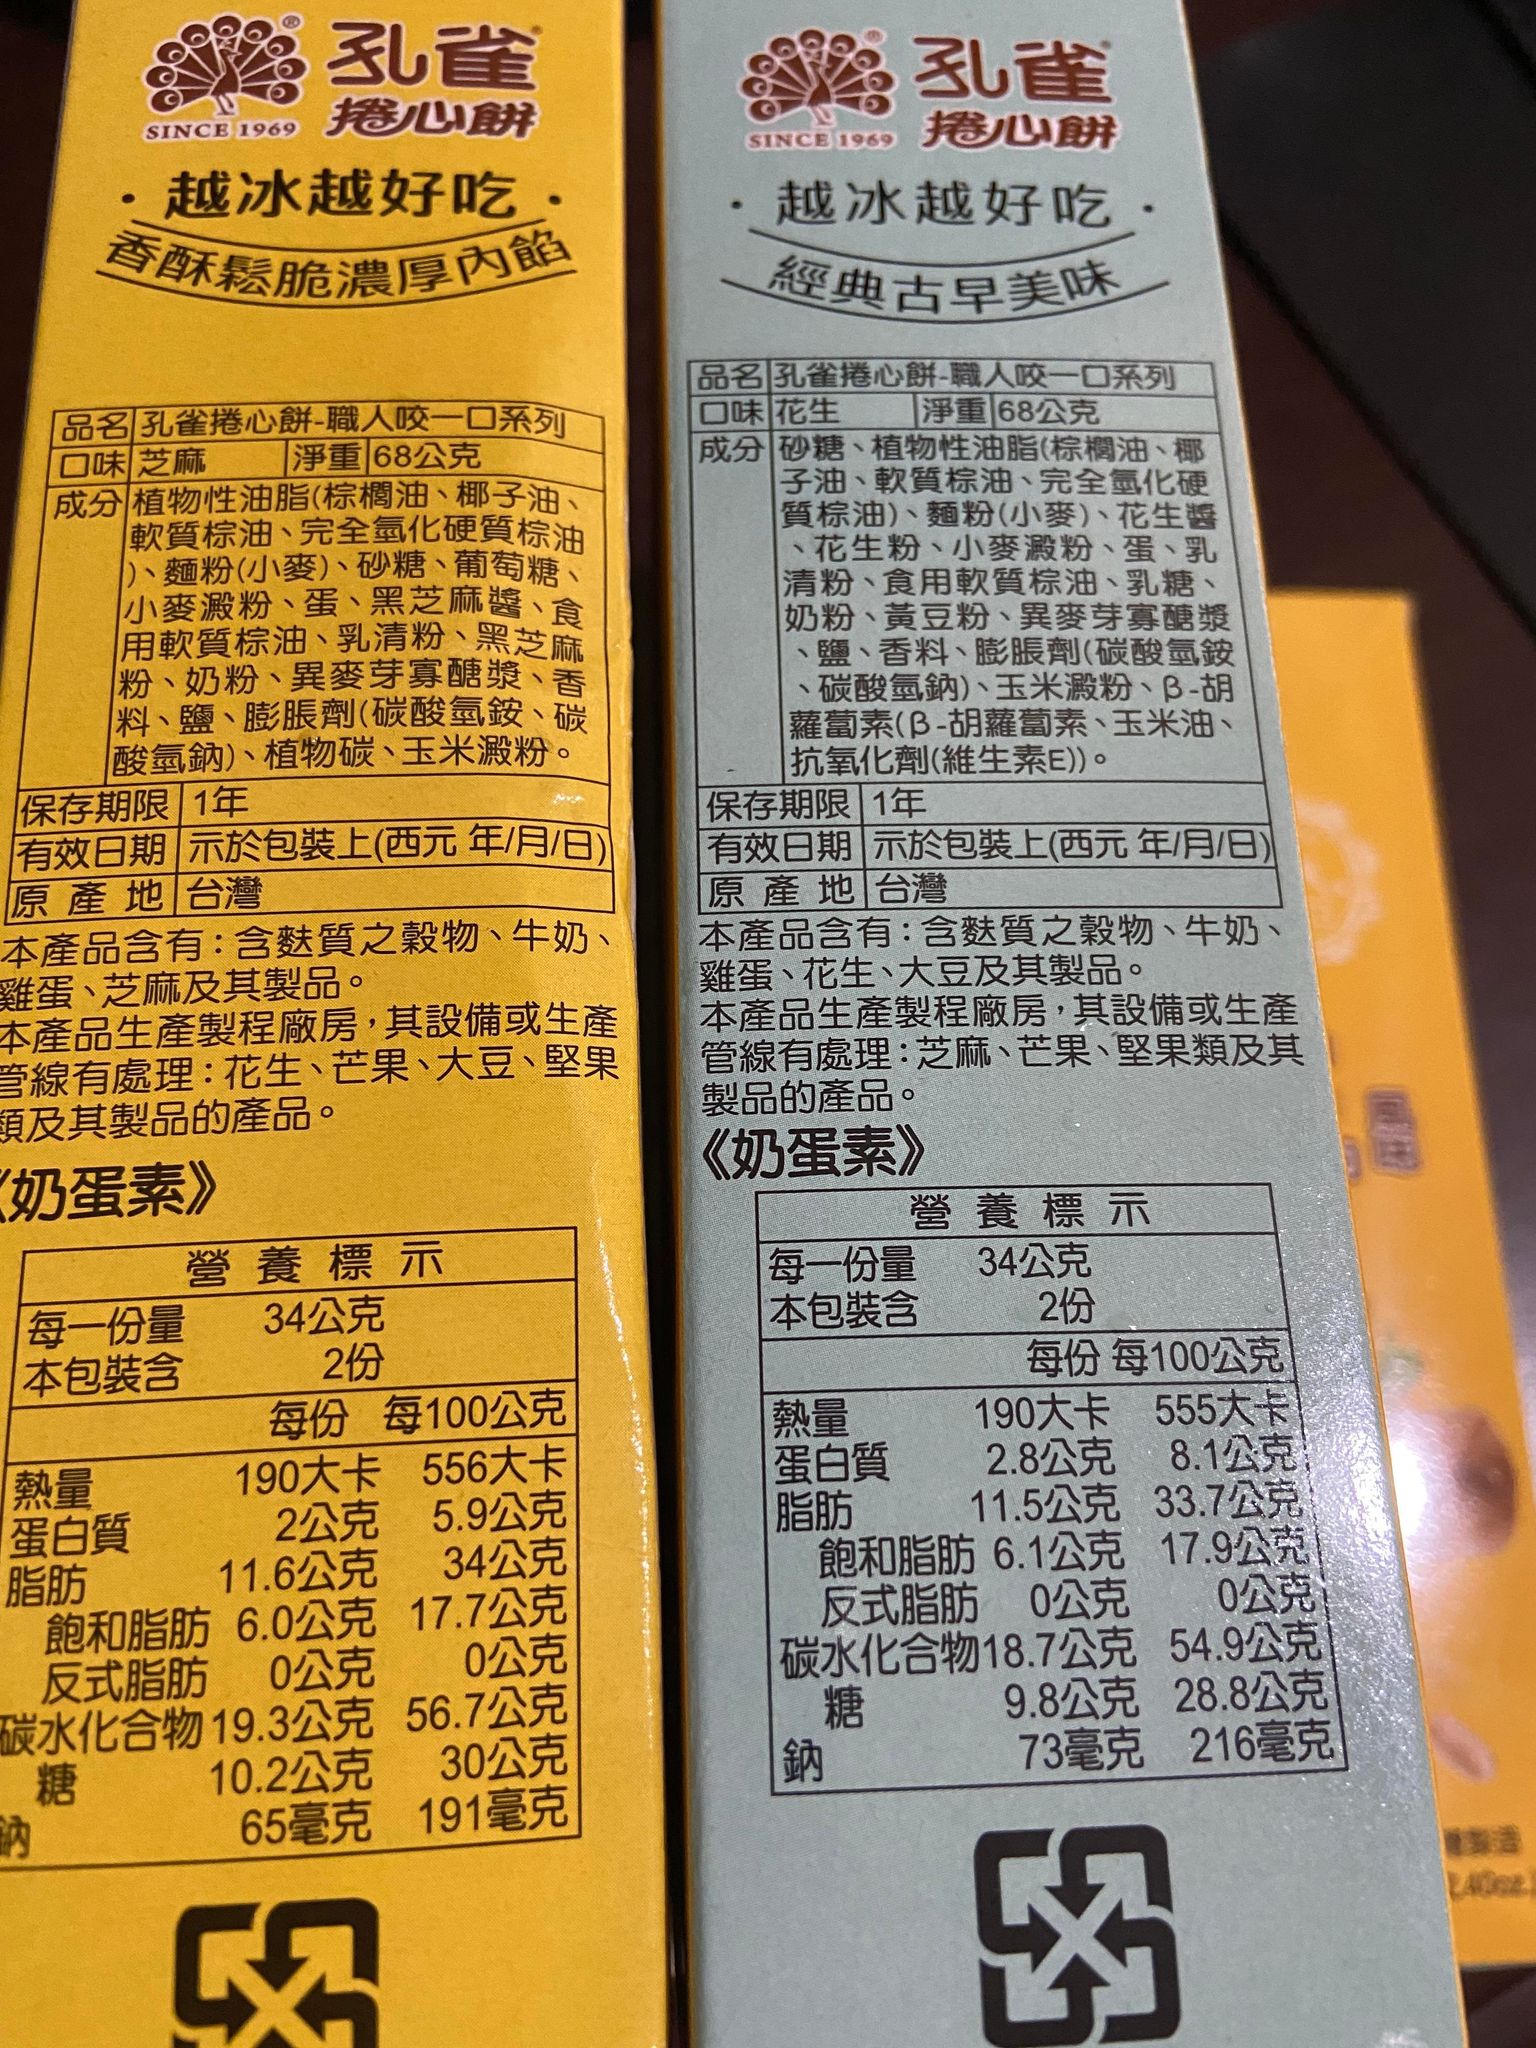 孔雀®
捲心餅
SINCE 1969
·越冰越好吃·
香酥鬆脆濃厚內餡
品名 孔雀捲心餅-職人咬一口系列
口味 芝麻 淨重 68公克
成分 植物性油脂(棕櫚油、椰子油、
軟質棕油、完全氫化硬質棕油
)、麵粉(小麥)、砂糖、葡萄糖、
小麥澱粉、蛋、黑芝麻醬、食
用軟質棕油、乳清粉、黑芝麻
粉、奶粉、異麥芽寡醣漿、香
料、鹽、膨脹劑(碳酸氫銨、碳
酸氫鈉)、植物碳、玉米澱粉。
保存期限 1年
有效日期 示於包裝上(西元 年/月/日)
原產地 台灣
本產品含有：含麩質之穀物、牛奶、
雞蛋、芝麻及其製品。
本產品生產製程廠房，其設備或生產
管線有處理：花生、芒果、大豆、堅果
類及其製品的產品。
《奶蛋素》
營養標示
每一份量 34公克
本包裝含 2份
每份 每100公克
熱量 190大卡 556大卡
蛋白質 2公克 5.9公克
脂肪 11.6公克 34公克
飽和脂肪 6.0公克 17.7公克
反式脂肪 0公克 0公克
碳水化合物 19.3公克 56.7公克
糖 10.2公克 30公克
鈉 65毫克 191毫克
孔雀
捲心餅
SINCE 1969
·越冰越好吃·
經典古早美味
品名 孔雀捲心餅-職人咬一口系列
口味 花生 淨重 68公克
成分 砂糖、植物性油脂(棕櫚油、椰
子油、軟質棕油、完全氫化硬
質棕油)、麵粉(小麥)、花生醬
、花生粉、小麥澱粉、蛋、乳
清粉、食用軟質棕油、乳糖、
奶粉、黃豆粉、異麥芽寡醣漿
、鹽、香料、膨脹劑(碳酸氫銨
、碳酸氫鈉)、玉米澱粉、β-胡
蘿蔔素(β-胡蘿蔔素、玉米油、
抗氧化劑(維生素E))。
保存期限 1年
有效日期 示於包裝上(西元 年/月/日)
原產地 台灣
本產品含有：含麩質之穀物、牛奶、
雞蛋、花生、大豆及其製品。
本產品生產製程廠房，其設備或生產
管線有處理：芝麻、芒果、堅果類及其
製品的產品。
《奶蛋素》
營養標示
每一份量 34公克
本包裝含 2份
每份 每100公克
熱量 190大卡 555大卡
蛋白質 2.8公克 8.1公克
脂肪 11.5公克 33.7公克
飽和脂肪 6.1公克 17.9公克
反式脂肪 0公克 0公克
碳水化合物 18.7公克 54.9公克
糖 9.8公克 28.8公克
鈉 73毫克 216毫克
風味